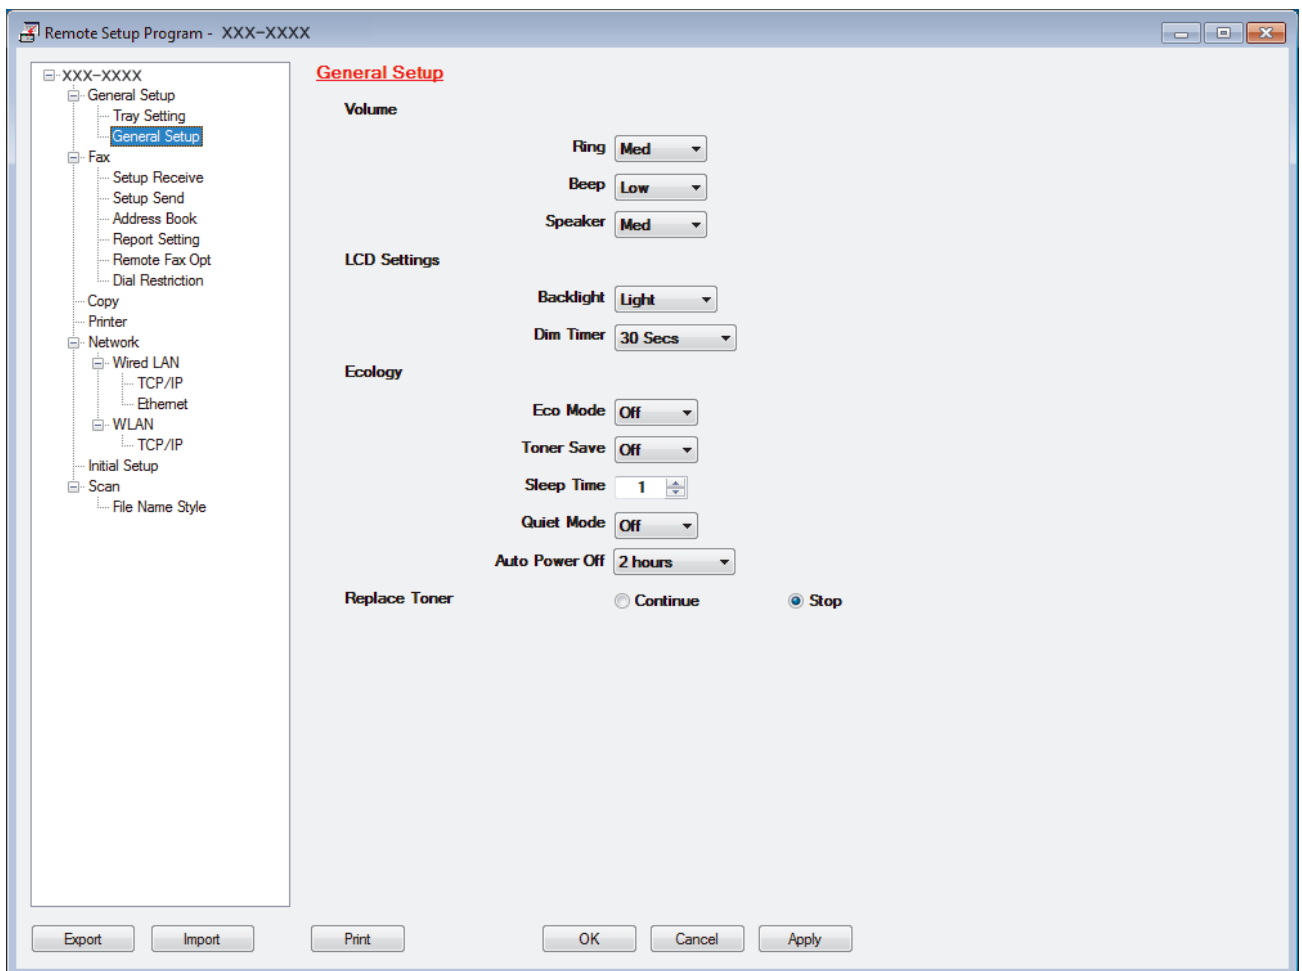 Remote Setup Program - XXX-XXXX
XXX-XXXX
General Setup
Tray Setting
General Setup
Fax
Setup Receive
Setup Send
Address Book
Report Setting
Remote Fax Opt
Dial Restriction
Copy
Printer
Network
Wired LAN
TCP/IP
Ethernet
WLAN
TCP/IP
Initial Setup
Scan
File Name Style
General Setup
Volume
Ring Med
Beep Low
Speaker Med
LCD Settings
Backlight Light
Dim Timer 30 Secs
Ecology
Eco Mode Off
Toner Save Off
Sleep Time 1
Quiet Mode Off
Auto Power Off 2 hours
Replace Toner Continue Stop
Export Import Print OK Cancel Apply